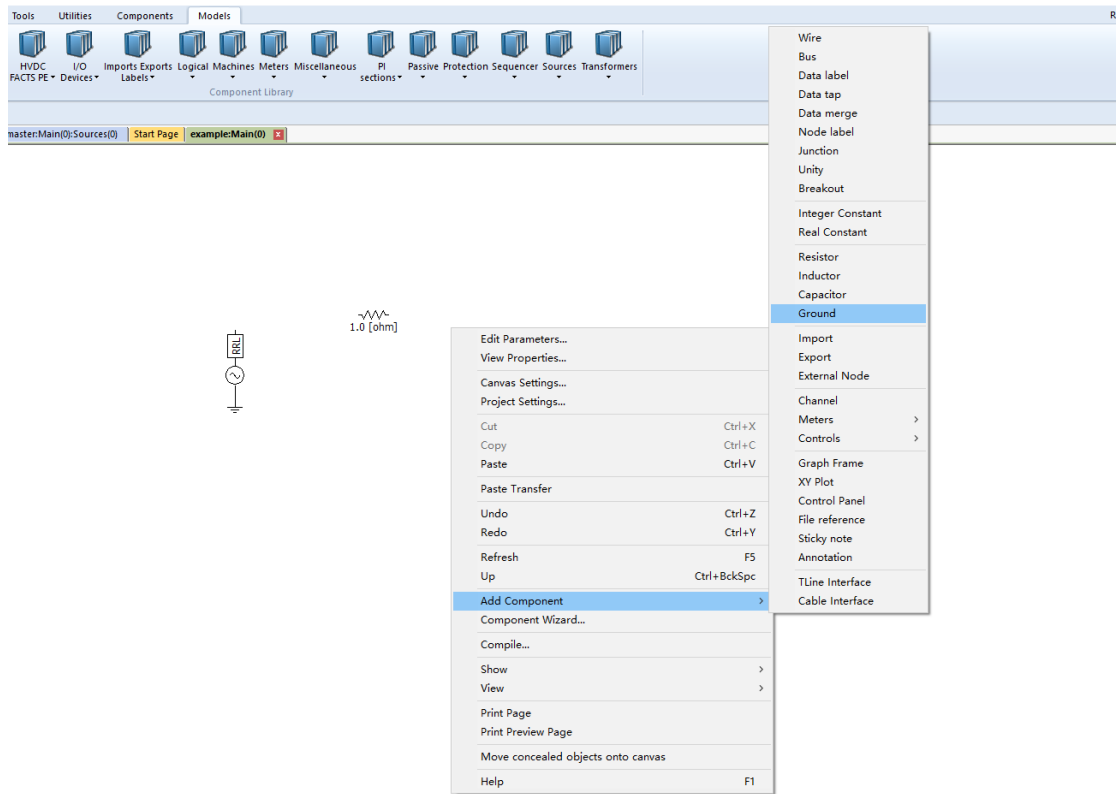 Tools Utilities Components Models R
HVDC FACTS PE
I/O Devices
Imports Exports Labels
Logical
Machines
Meters
Miscellaneous
PI sections
Passive
Protection
Sequencer
Sources
Transformers
Component Library
master:Main(0):Sources(0) Start Page example:Main(0)
RRL
1.0 [ohm]
Edit Parameters...
View Properties...
Canvas Settings...
Project Settings...
Cut Ctrl+X
Copy Ctrl+C
Paste Ctrl+V
Paste Transfer
Undo Ctrl+Z
Redo Ctrl+Y
Refresh F5
Up Ctrl+BckSpc
Add Component
Component Wizard...
Compile...
Show
View
Print Page
Print Preview Page
Move concealed objects onto canvas
Help F1
Wire
Bus
Data label
Data tap
Data merge
Node label
Junction
Unity
Breakout
Integer Constant
Real Constant
Resistor
Inductor
Capacitor
Ground
Import
Export
External Node
Channel
Meters
Controls
Graph Frame
XY Plot
Control Panel
File reference
Sticky note
Annotation
TLine Interface
Cable Interface